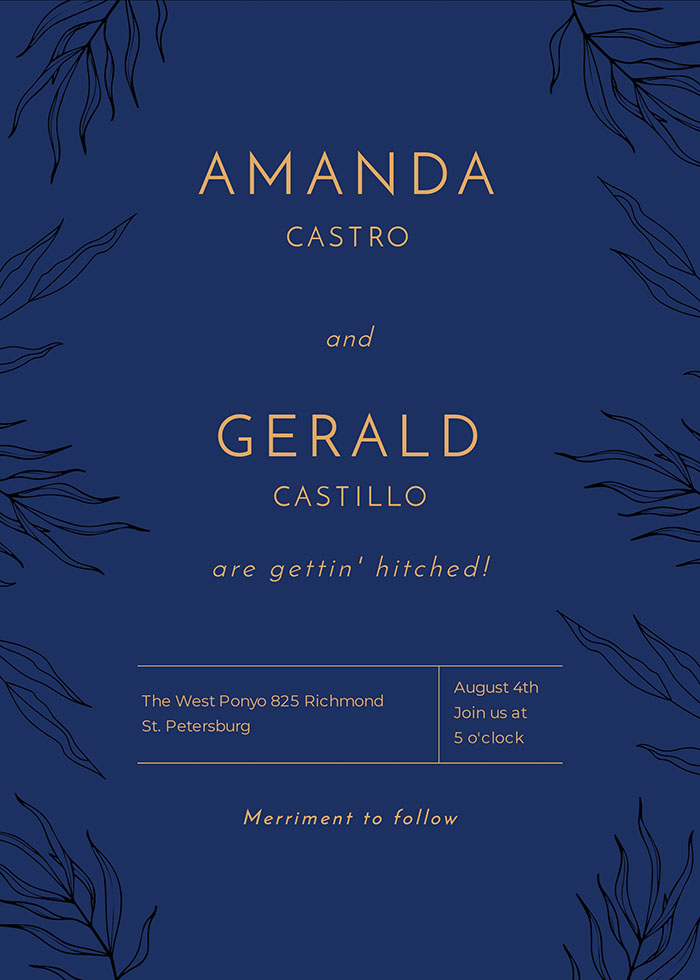 AMANDA
CASTRO
and
GERALD
CASTILLO
are gettin' hitched!
The West Ponyo 825 Richmond
St. Petersburg
August 4th
Join us at
5 o'clock
Merriment to follow